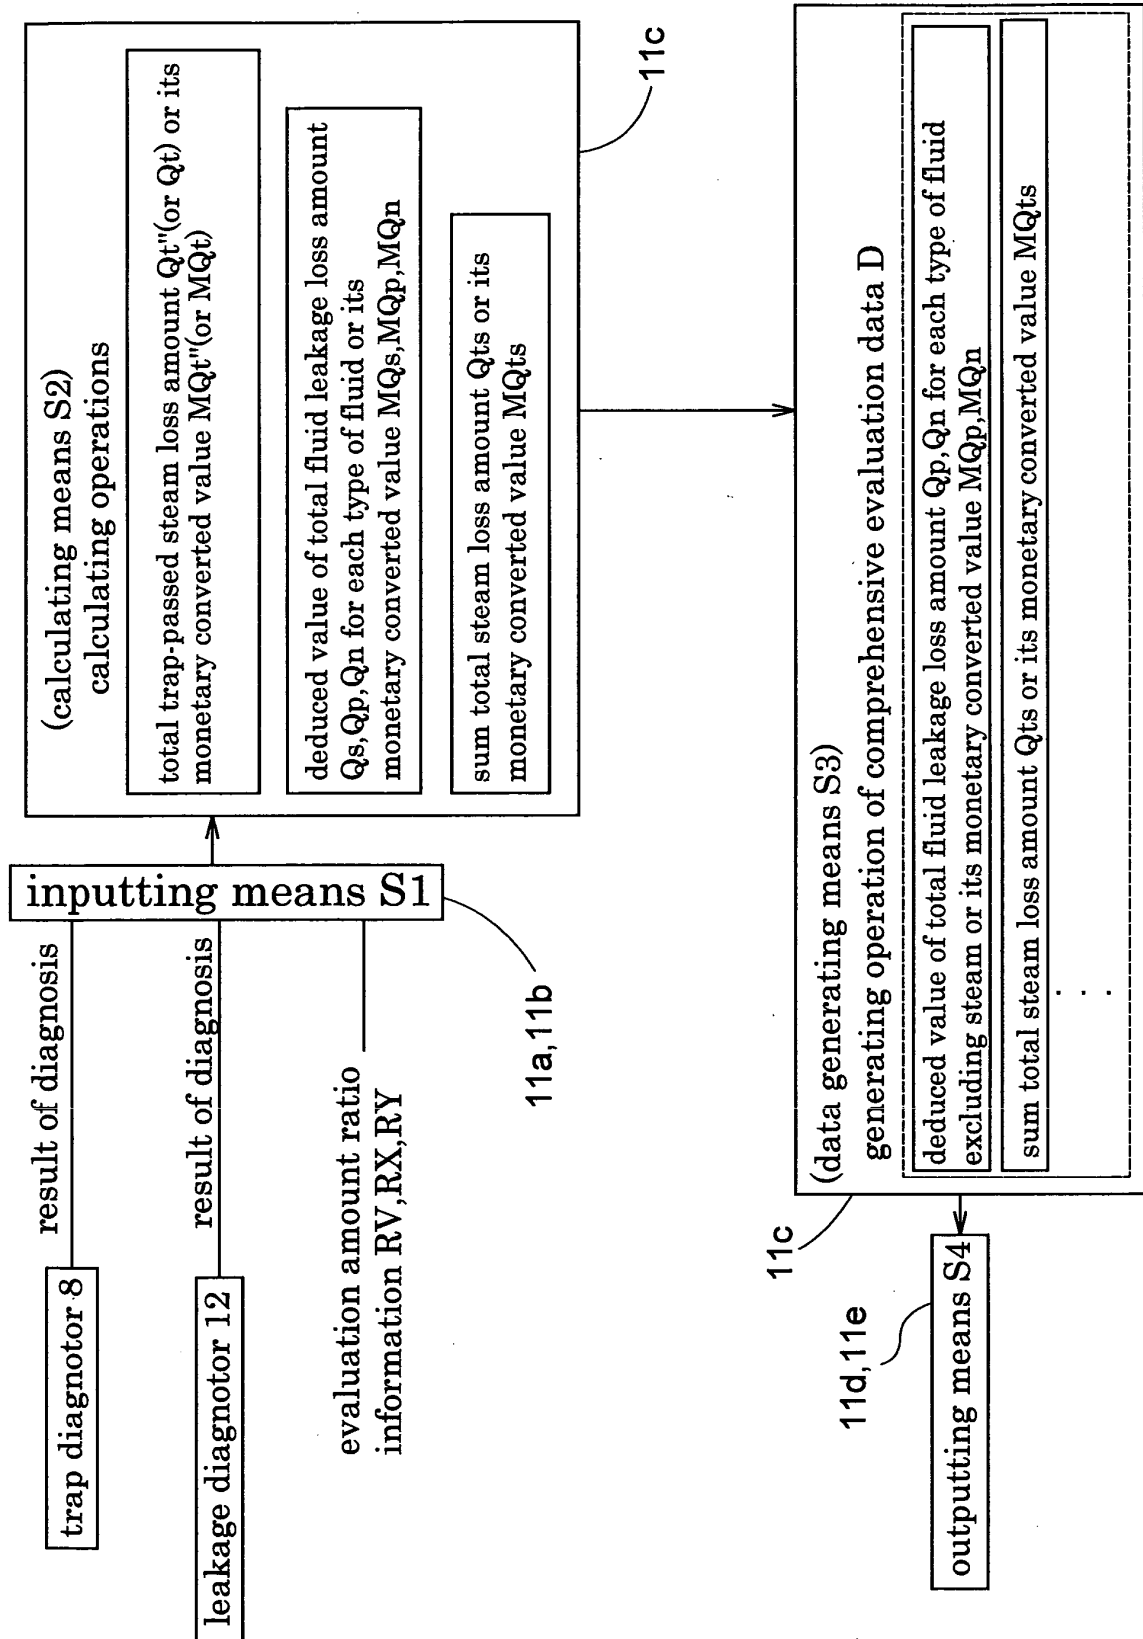 trap diagnotor 8
result of diagnosis
leakage diagnotor 12
result of diagnosis
evaluation amount ratio
information RV,RX,RY
inputting means S1
11a,11b
(calculating means S2)
calculating operations
total trap-passed steam loss amount Qt"(or Qt) or its
monetary converted value MQt"(or MQt)
deduced value of total fluid leakage loss amount
Qs,Qp,Qn for each type of fluid or its
monetary converted value MQs,MQp,MQn
sum total steam loss amount Qts or its
monetary converted value MQts
11c
(data generating means S3)
generating operation of comprehensive evaluation data D
deduced value of total fluid leakage loss amount Qp,Qn for each type of fluid
excluding steam or its monetary converted value MQp,MQn
sum total steam loss amount Qts or its monetary converted value MQts
. . .
11c
outputting means S4
11d,11e